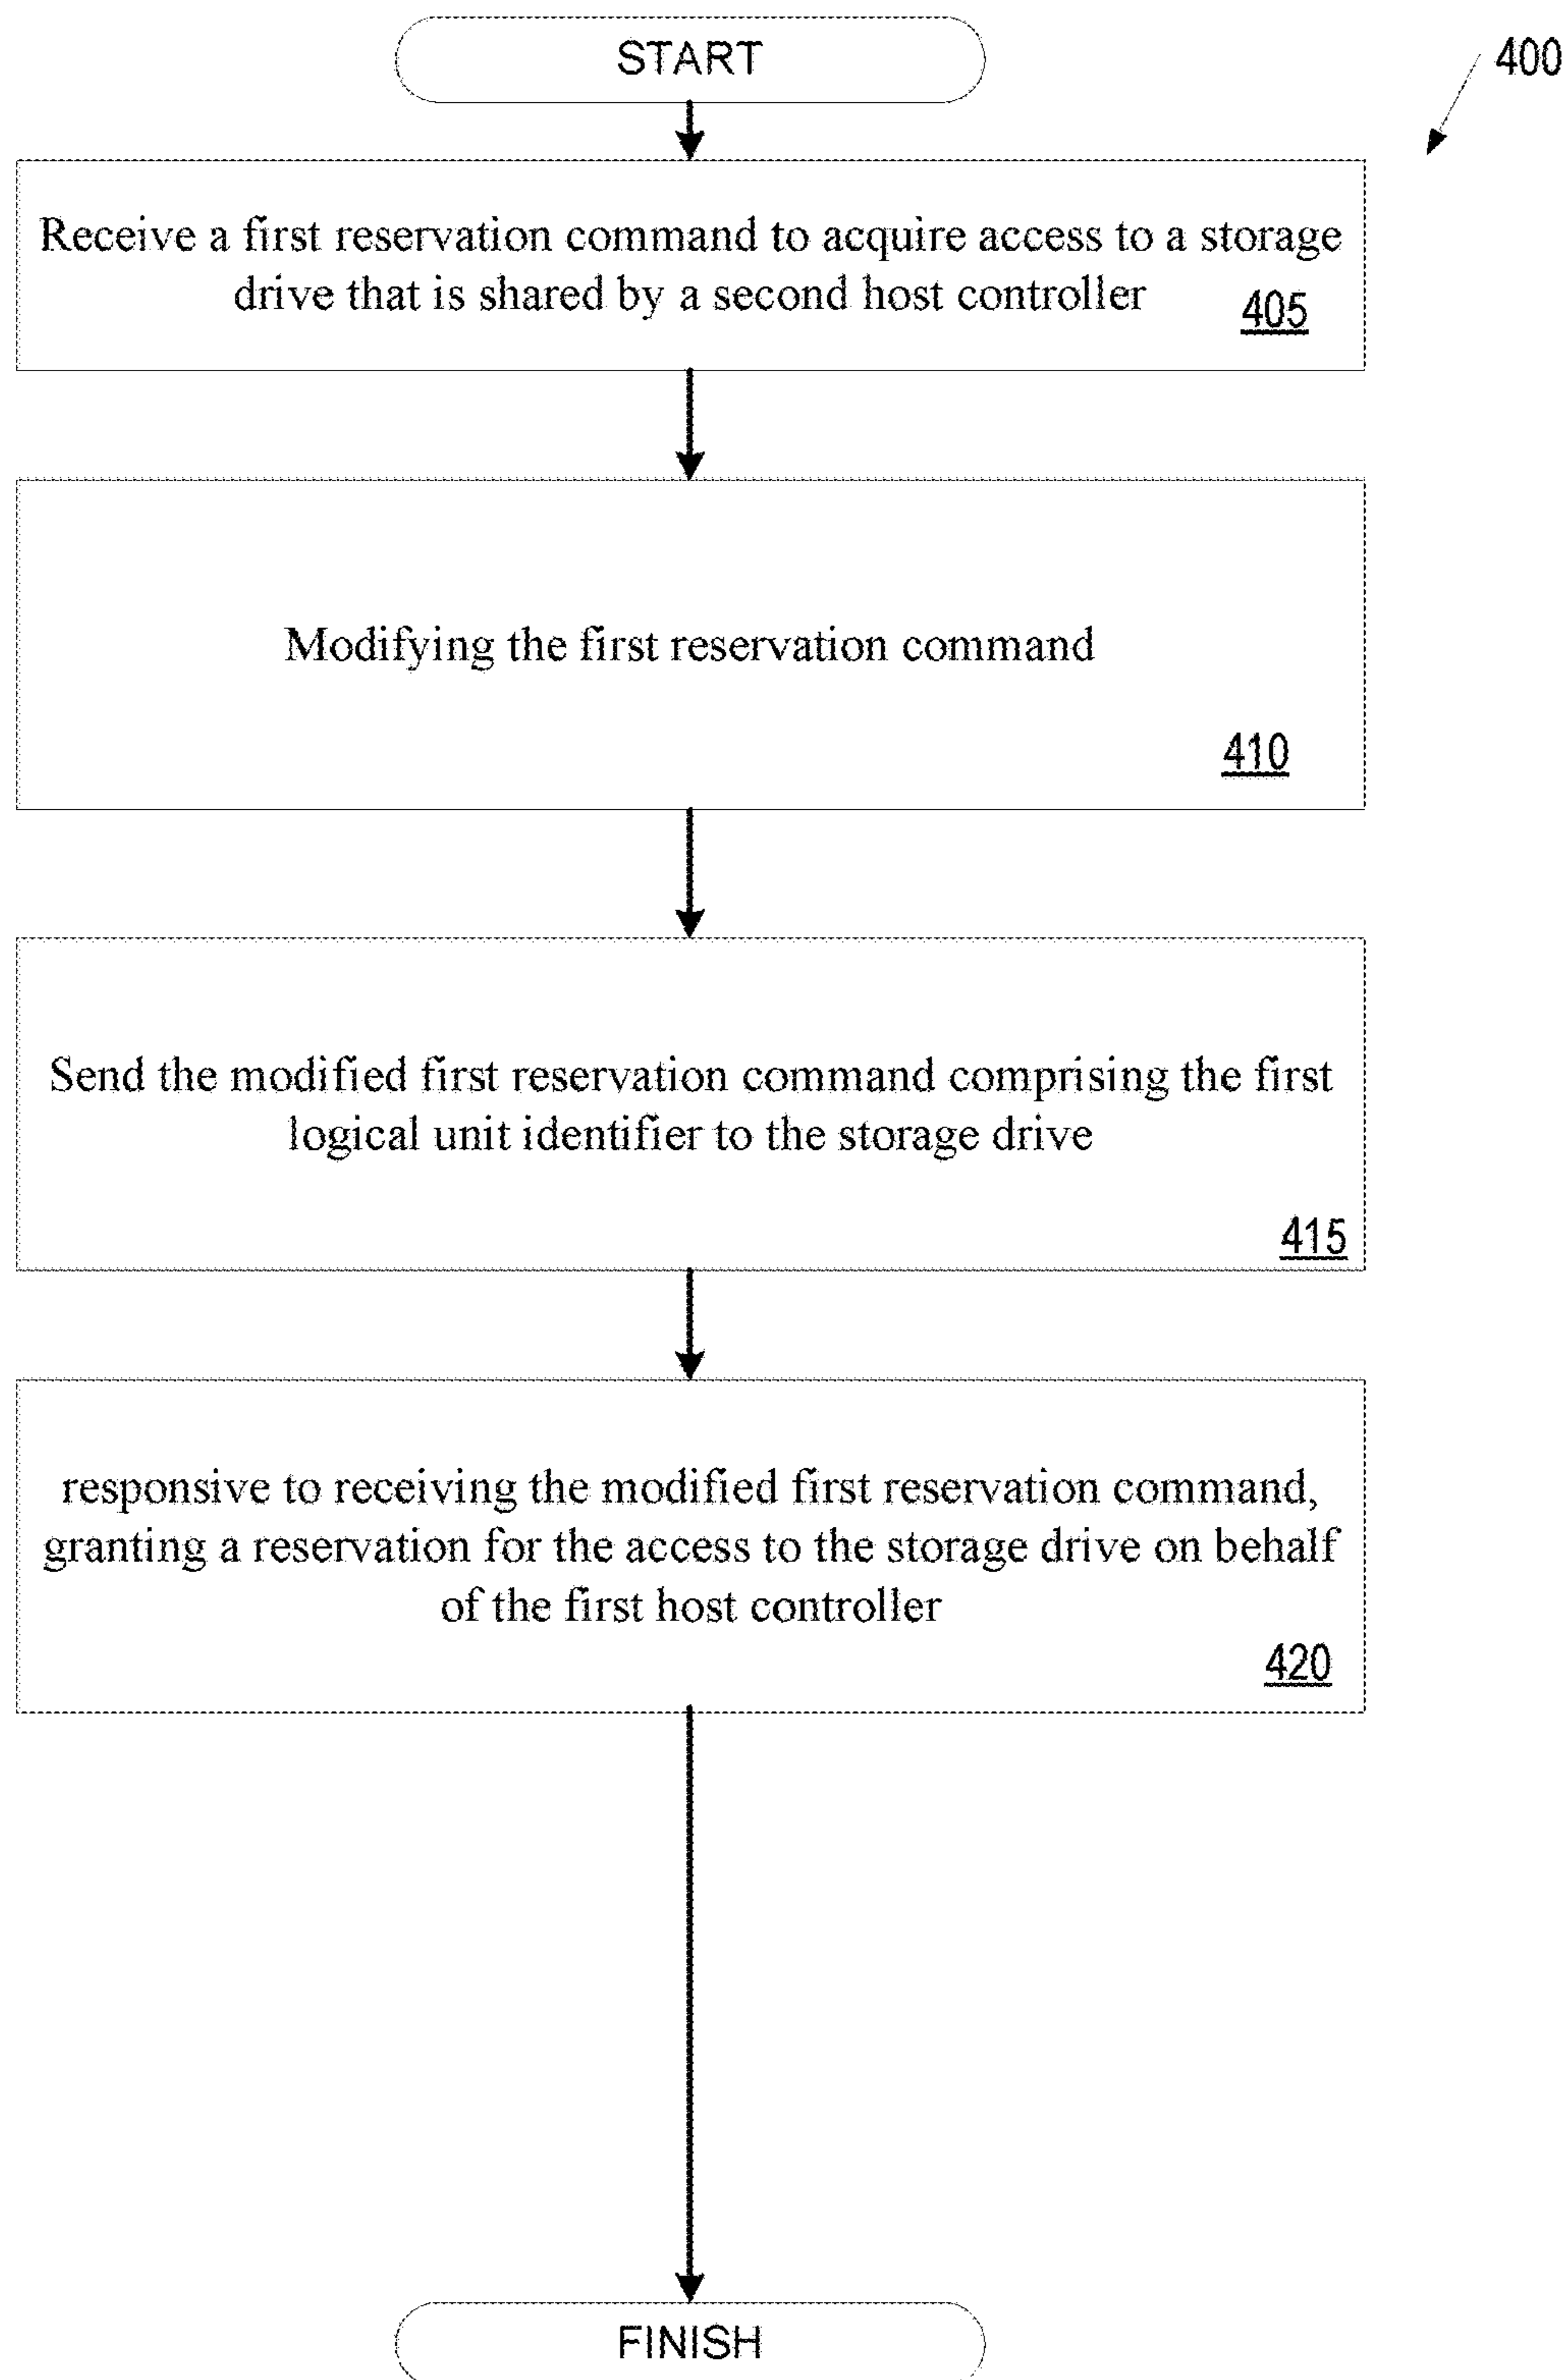 START
400
Receive a first reservation command to acquire access to a storage
drive that is shared by a second host controller
405
Modifying the first reservation command
410
Send the modified first reservation command comprising the first
logical unit identifier to the storage drive
415
responsive to receiving the modified first reservation command,
granting a reservation for the access to the storage drive on behalf
of the first host controller
420
FINISH